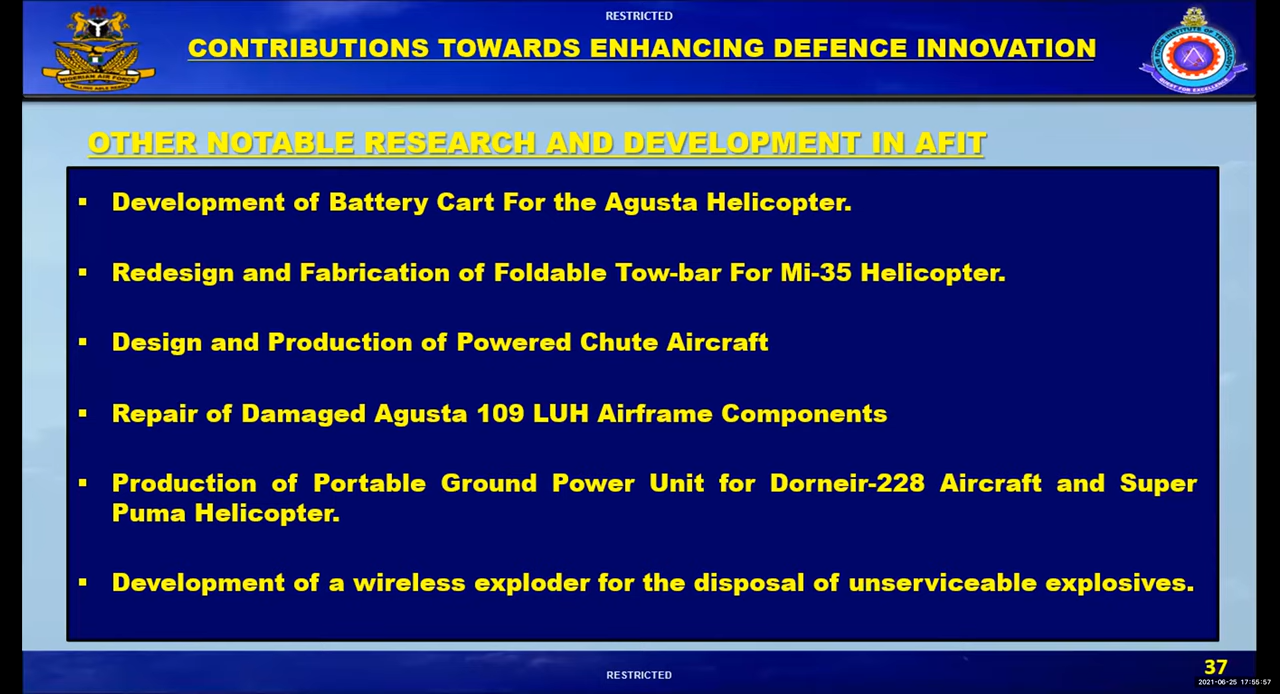 RESTRICTED
CONTRIBUTIONS TOWARDS ENHANCING DEFENCE INNOVATION
NIGERIAN AIR FORCE
OTHER NOTABLE RESEARCH AND DEVELOPMENT IN AFIT
▪ Development of Battery Cart For the Agusta Helicopter.
▪ Redesign and Fabrication of Foldable Tow-bar For Mi-35 Helicopter.
▪ Design and Production of Powered Chute Aircraft
▪ Repair of Damaged Agusta 109 LUH Airframe Components
▪ Production of Portable Ground Power Unit for Dorneir-228 Aircraft and Super
Puma Helicopter.
▪ Development of a wireless exploder for the disposal of unserviceable explosives.
RESTRICTED
37
2021-06-25 17:55:57